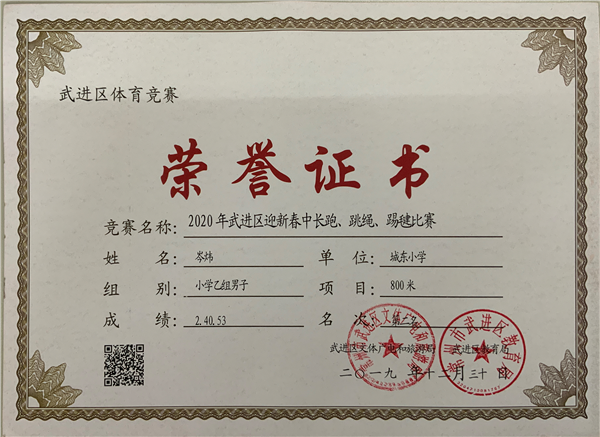 武进区体育竞赛
荣誉证书
竞赛名称: 2020年武进区迎新春中长跑、跳绳、踢毽比赛
姓名: 岑炜 单位: 城东小学
组别: 小学乙组男子 项目: 800米
成绩: 2.40.53 名次:
武进区文体广电和旅游局 武进区教育局
二〇一九年十二月三十日